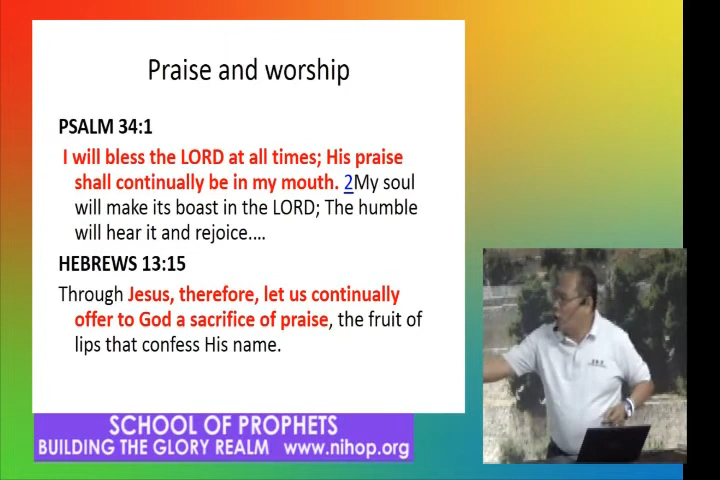 Praise and worship
PSALM 34:1
I will bless the LORD at all times; His praise
shall continually be in my mouth. 2My soul
will make its boast in the LORD; The humble
will hear it and rejoice.…
HEBREWS 13:15
Through Jesus, therefore, let us continually
offer to God a sacrifice of praise, the fruit of
lips that confess His name.
SCHOOL OF PROPHETS
BUILDING THE GLORY REALM www.nihop.org